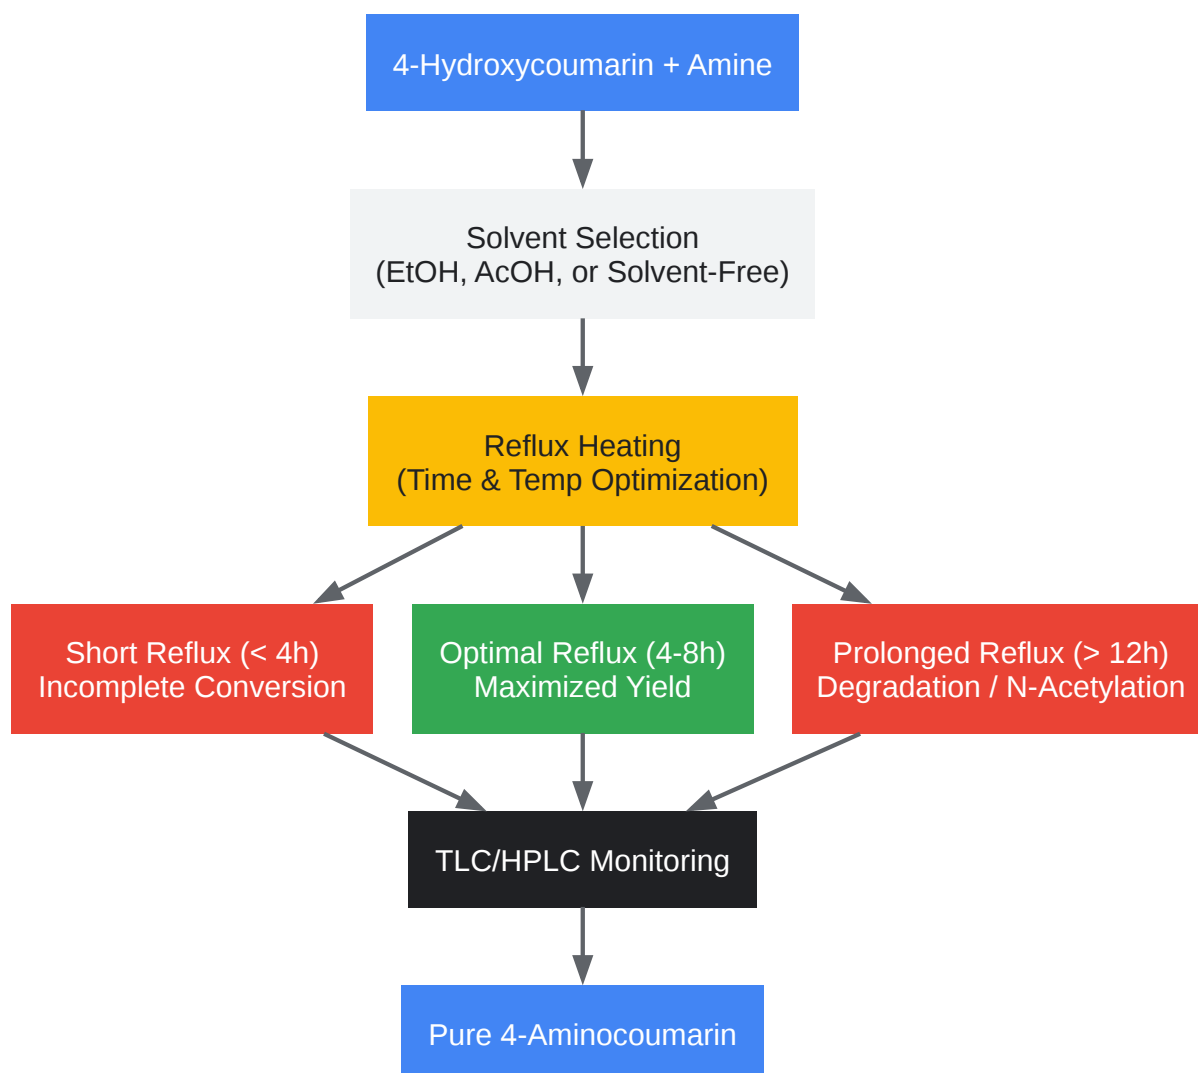 4-Hydroxycoumarin + Amine
Solvent Selection
(EtOH, AcOH, or Solvent-Free)
Reflux Heating
(Time & Temp Optimization)
Short Reflux (< 4h)
Incomplete Conversion
Optimal Reflux (4-8h)
Maximized Yield
Prolonged Reflux (> 12h)
Degradation / N-Acetylation
TLC/HPLC Monitoring
Pure 4-Aminocoumarin